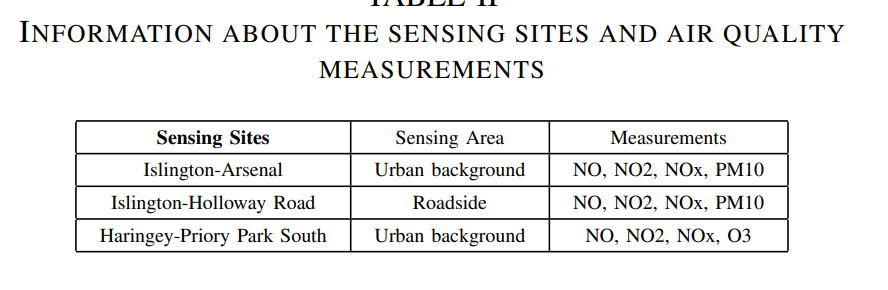 TABLE II
INFORMATION ABOUT THE SENSING SITES AND AIR QUALITY
MEASUREMENTS
Sensing Sites Sensing Area Measurements
Islington-Arsenal Urban background NO, NO2, NOx, PM10
Islington-Holloway Road Roadside NO, NO2, NOx, PM10
Haringey-Priory Park South Urban background NO, NO2, NOx, O3